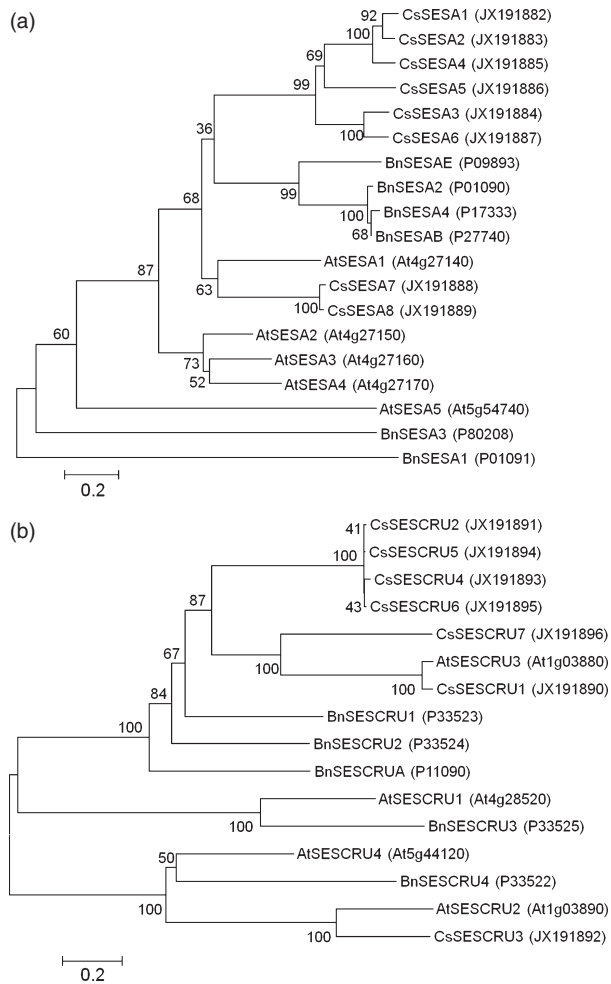 (a)
92 CsSESA1 (JX191882)
100 CsSESA2 (JX191883)
69 CsSESA4 (JX191885)
99 CsSESA5 (JX191886)
CsSESA3 (JX191884)
36 100 CsSESA6 (JX191887)
BnSESAE (P09893)
99 BnSESA2 (P01090)
68 100 BnSESA4 (P17333)
68 BnSESAB (P27740)
87 AtSESA1 (At4g27140)
63 CsSESA7 (JX191888)
100 CsSESA8 (JX191889)
60 AtSESA2 (At4g27150)
73 AtSESA3 (At4g27160)
52 AtSESA4 (At4g27170)
AtSESA5 (At5g54740)
BnSESA3 (P80208)
BnSESA1 (P01091)
0.2
(b)
41 CsSESCRU2 (JX191891)
100 CsSESCRU5 (JX191894)
CsSESCRU4 (JX191893)
87 43 CsSESCRU6 (JX191895)
CsSESCRU7 (JX191896)
67 100 AtSESCRU3 (At1g03880)
84 100 CsSESCRU1 (JX191890)
BnSESCRU1 (P33523)
100 BnSESCRU2 (P33524)
BnSESCRUA (P11090)
AtSESCRU1 (At4g28520)
100 BnSESCRU3 (P33525)
50 AtSESCRU4 (At5g44120)
BnSESCRU4 (P33522)
100 AtSESCRU2 (At1g03890)
100 CsSESCRU3 (JX191892)
0.2